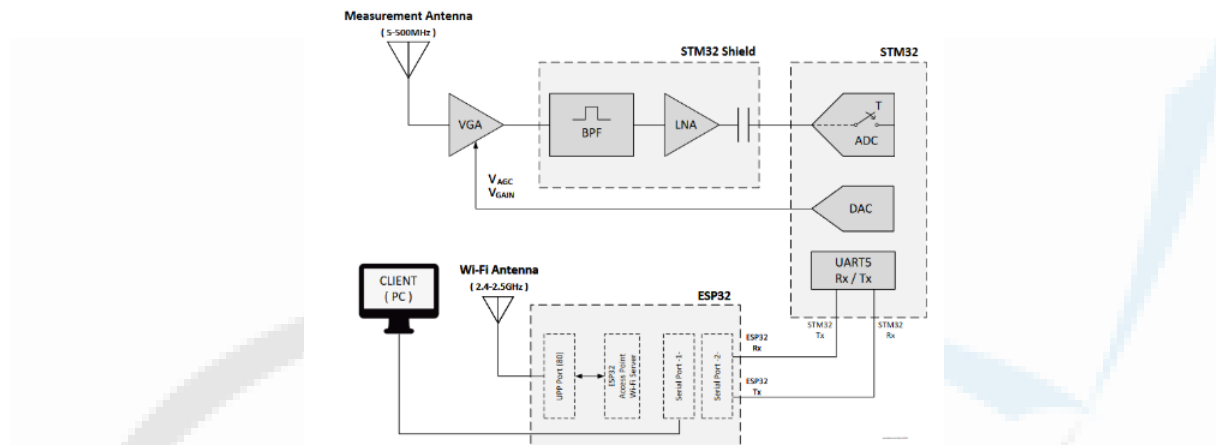 Measurement Antenna
( 5-500MHz )
STM32 Shield
STM32
VGA
BPF
LNA
T
ADC
VAGC
VGAIN
DAC
UART5
Rx / Tx
CLIENT
( PC )
Wi-Fi Antenna
( 2.4-2.5GHz )
ESP32
STM32
Tx
STM32
Rx
ESP32
Rx
ESP32
Tx
UPP Port (80)
ESP32
Access Point
Wi-Fi Server
Serial Port -1-
Serial Port -2-